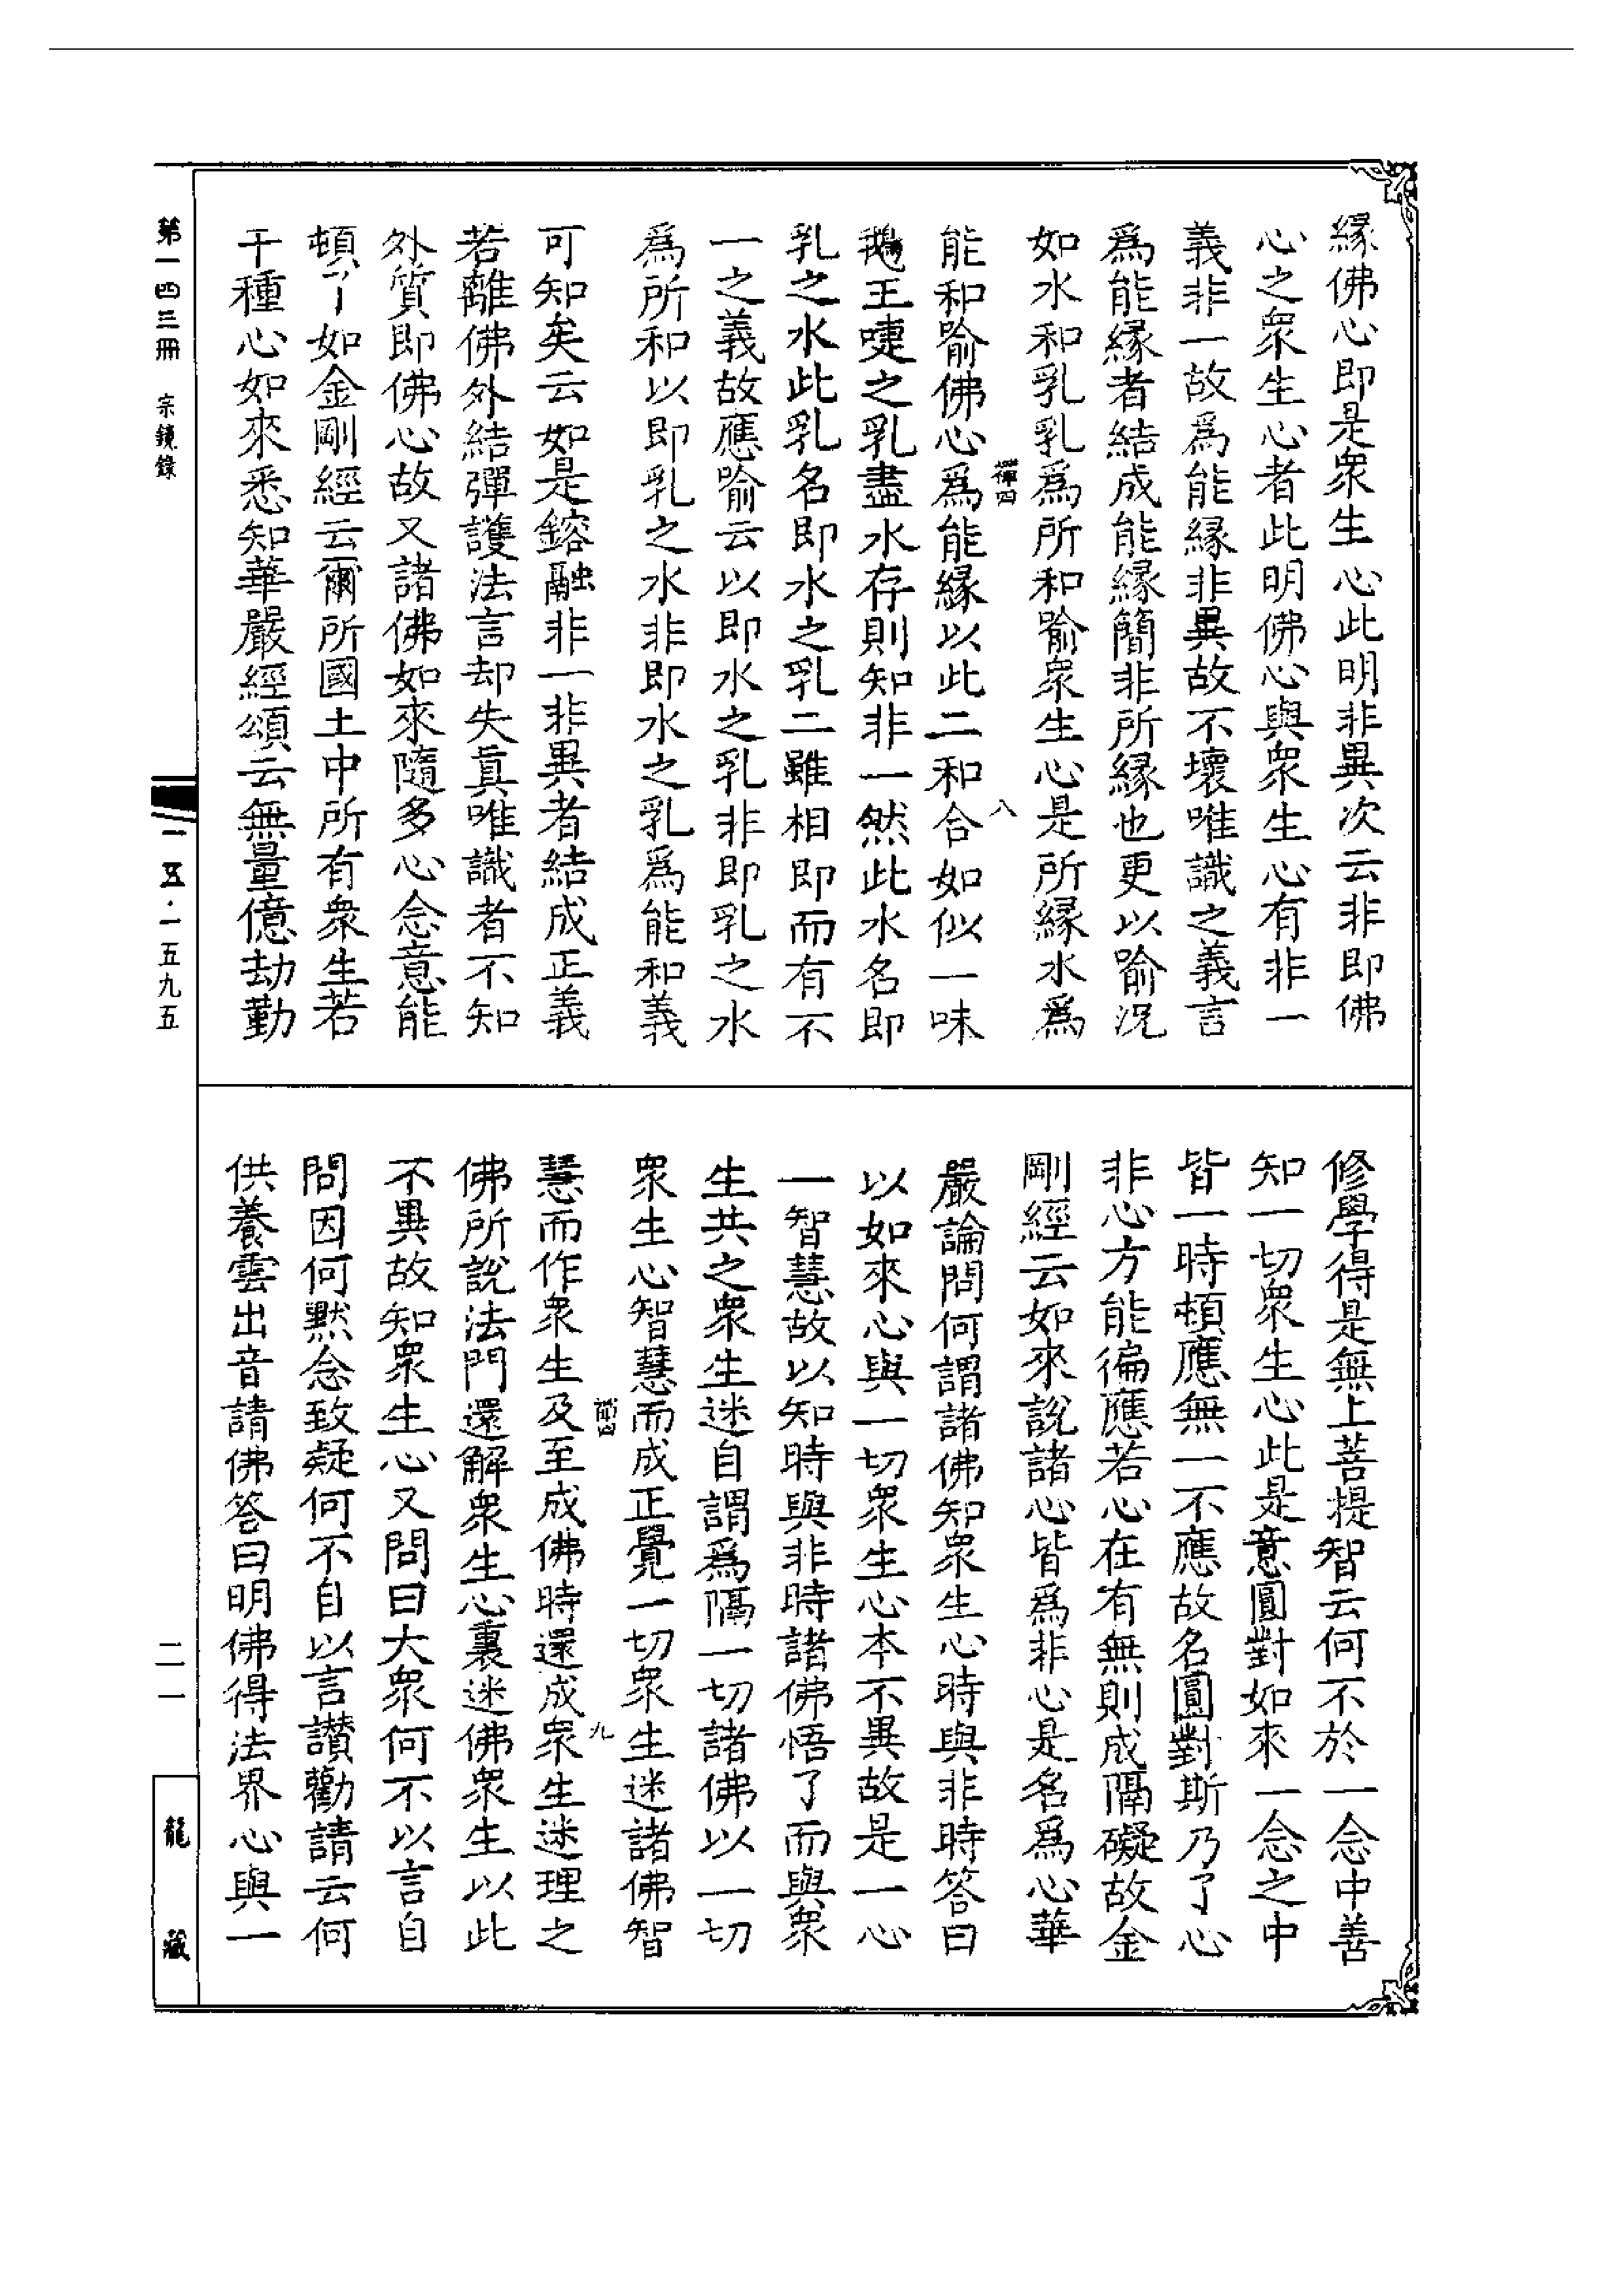 緣佛心即是衆生心此明非異次云非即佛
心之衆生心者此明佛心與衆生心有非一
義非一故爲能緣非異故不壞唯識之義言
爲能緣者結成能緣簡非所緣也更以喻況
如水和乳乳爲所和喻衆生心是所緣水爲
能和喻佛心爲能緣以此二和合如似一味
鵝王唼之乳盡水存則知非一然此水名即
乳之水此乳名即水之乳二雖相即而有不
一之義故應喻云以即水之乳非即乳之水
爲所和以即乳之水非即水之乳爲能和義
可知矣云如是鎔融非一非異者結成正義
若離佛外結彈護法言却失真唯識者不知
外質即佛心故又諸佛如來隨多心念意能
頓了如金剛經云爾所國土中所有衆生若
干種心如來悉知華嚴經頌云無量億劫勤
修學得是無上菩提智云何不於一念中善
知一切衆生心此是意圓對如來一念之中
皆一時頓應無一不應故名圓對斯乃了心
非心方能徧應若心在有無則成隔礙故金
剛經云如來說諸心皆爲非心是名爲心華
嚴論問何謂諸佛知衆生心時與非時答曰
以如來心與一切衆生心本不異故是一心
一智慧故以知時與非時諸佛悟了而與衆
生共之衆生迷自謂爲隔一切諸佛以一切
衆生心智慧而成正覺一切衆生迷諸佛智
慧而作衆生及至成佛時還成衆生迷理之
佛所說法門還解衆生心裏迷佛衆生以此
不異故知衆生心又問曰大衆何不以言自
問因何默念致疑何不自以言讚勸請云何
供養雲出音請佛答曰明佛得法界心與一
禪四
八
九
第一四三冊 宗鏡錄
一五·一五九五
二一
龍藏